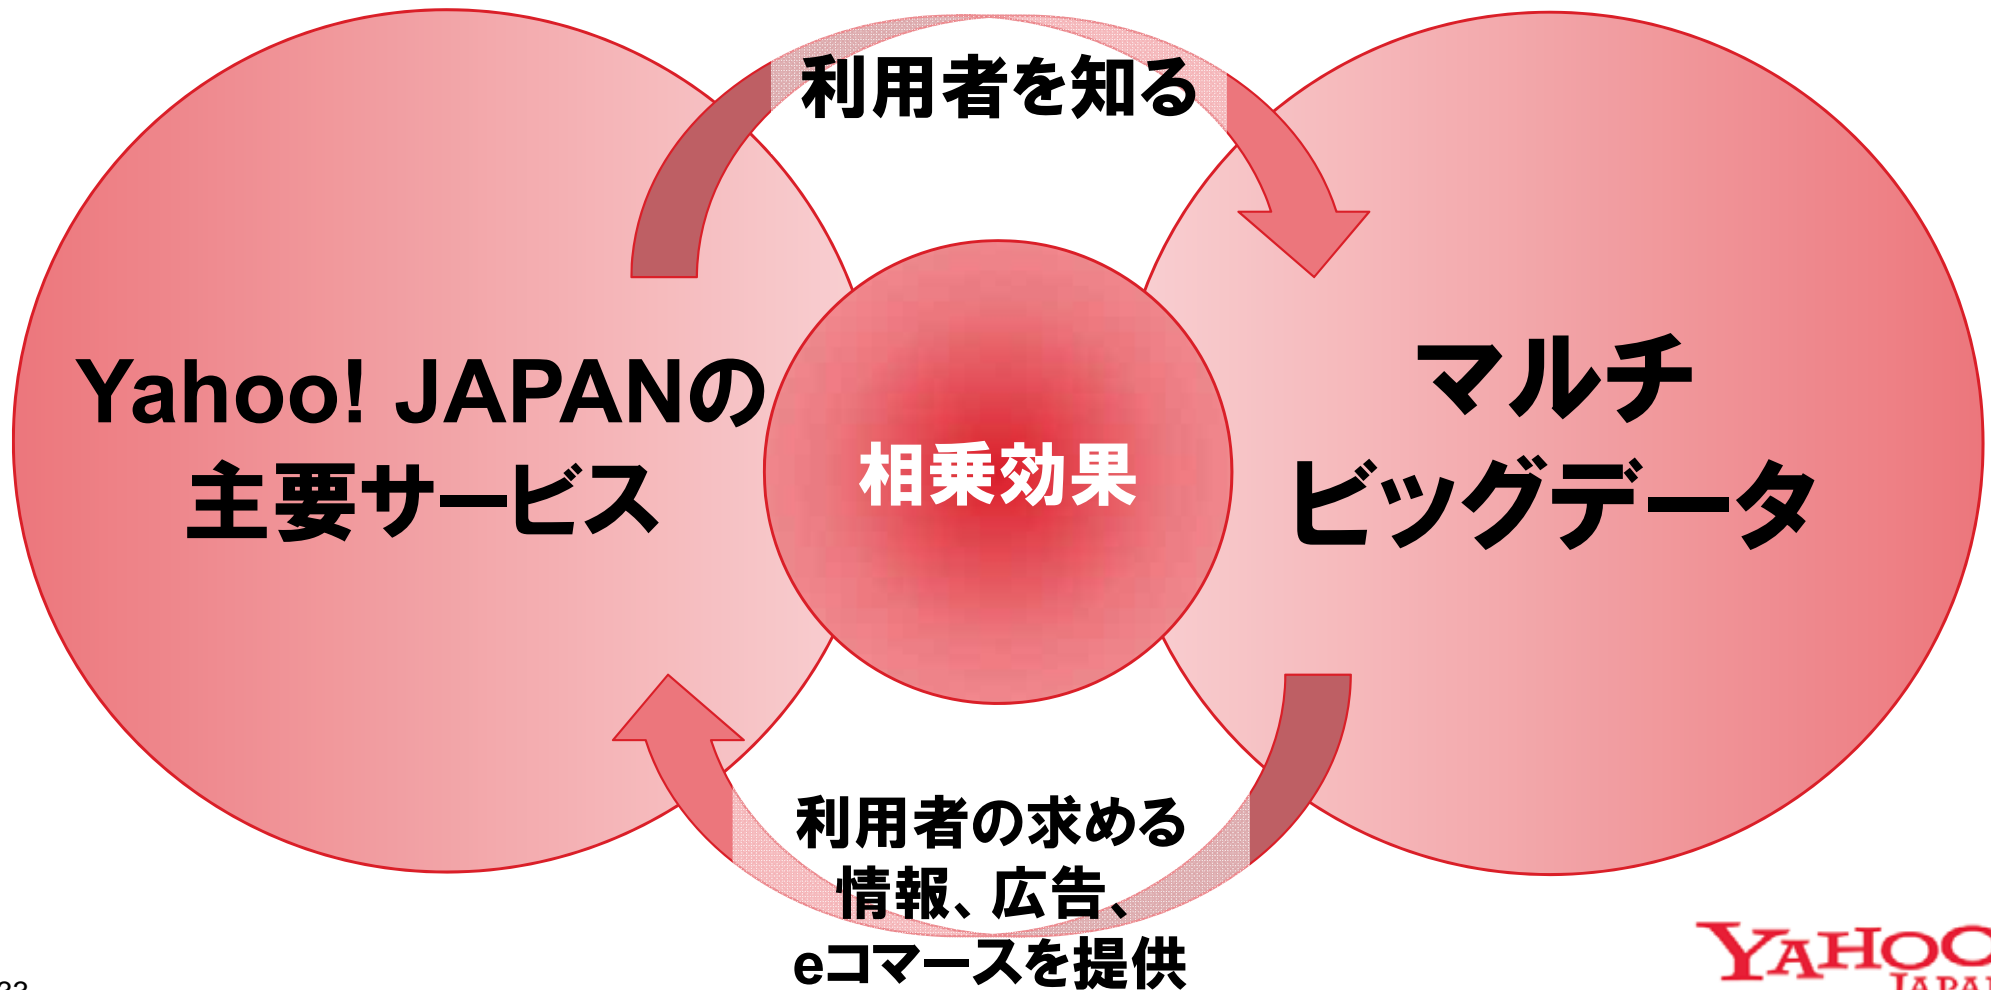 利用者を知る
Yahoo! JAPANの
主要サービス
相乗効果
マルチ
ビッグデータ
利用者の求める
情報、広告、
eコマースを提供
YAHOO
JAPAN